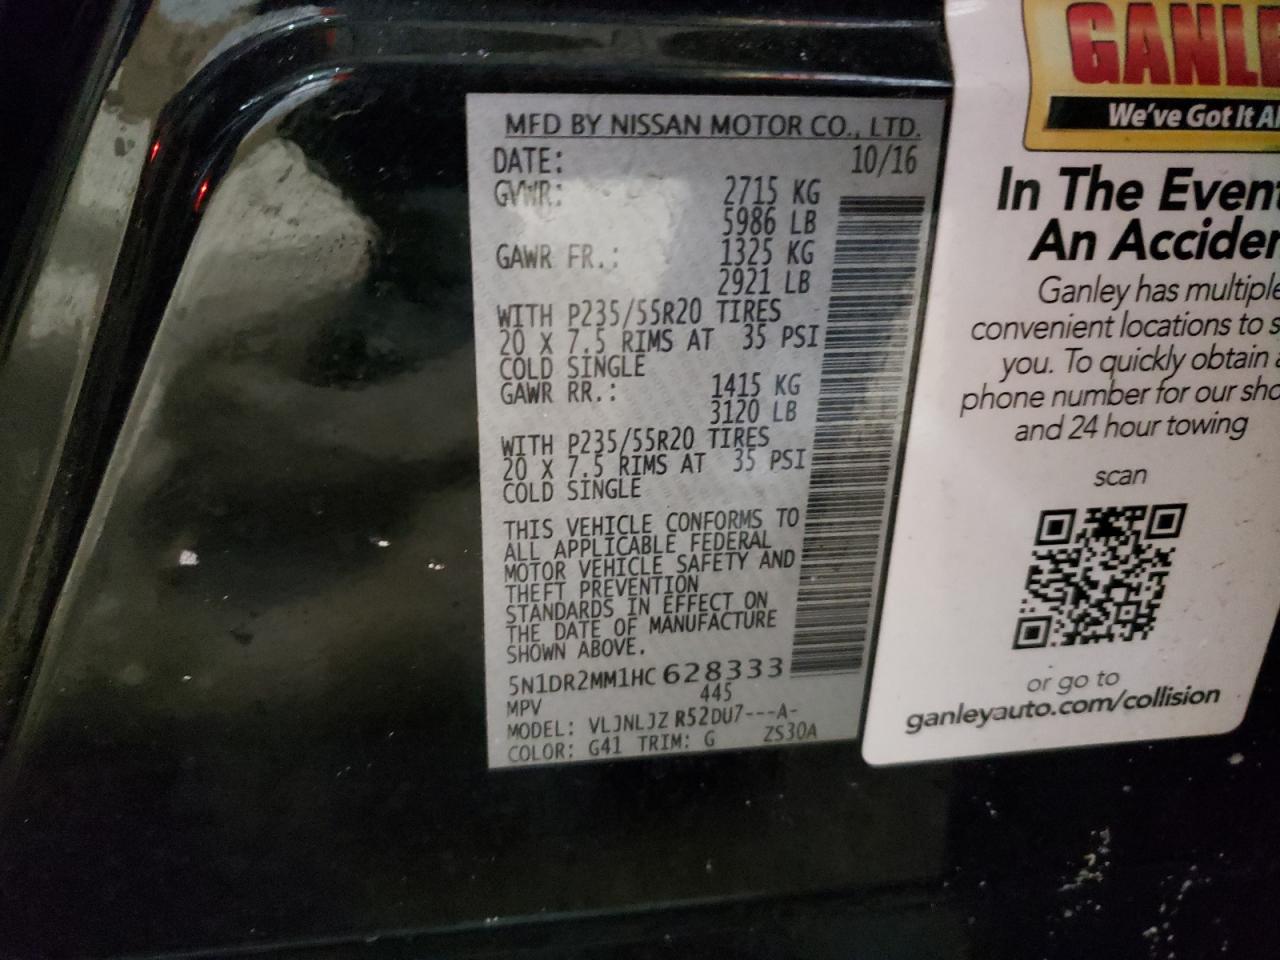 MFD BY NISSAN MOTOR CO., LTD.
DATE: 10/16
GVWR: 2715 KG
5986 LB
GAWR FR.: 1325 KG
2921 LB
WITH P235/55R20 TIRES
20 X 7.5 RIMS AT 35 PSI
COLD SINGLE
GAWR RR.: 1415 KG
3120 LB
WITH P235/55R20 TIRES
20 X 7.5 RIMS AT 35 PSI
COLD SINGLE
THIS VEHICLE CONFORMS TO
ALL APPLICABLE FEDERAL
MOTOR VEHICLE SAFETY AND
THEFT PREVENTION
STANDARDS IN EFFECT ON
THE DATE OF MANUFACTURE
SHOWN ABOVE.
5N1DR2MM1HC 628333
MPV 445
MODEL: VLJNLJZ R52DU7---A-
COLOR: G41 TRIM: G ZS30A
GANLE
We've Got It Al
In The Event
An Acciden
Ganley has multiple
convenient locations to s
you. To quickly obtain a
phone number for our sho
and 24 hour towing
scan
or go to
ganleyauto.com/collision